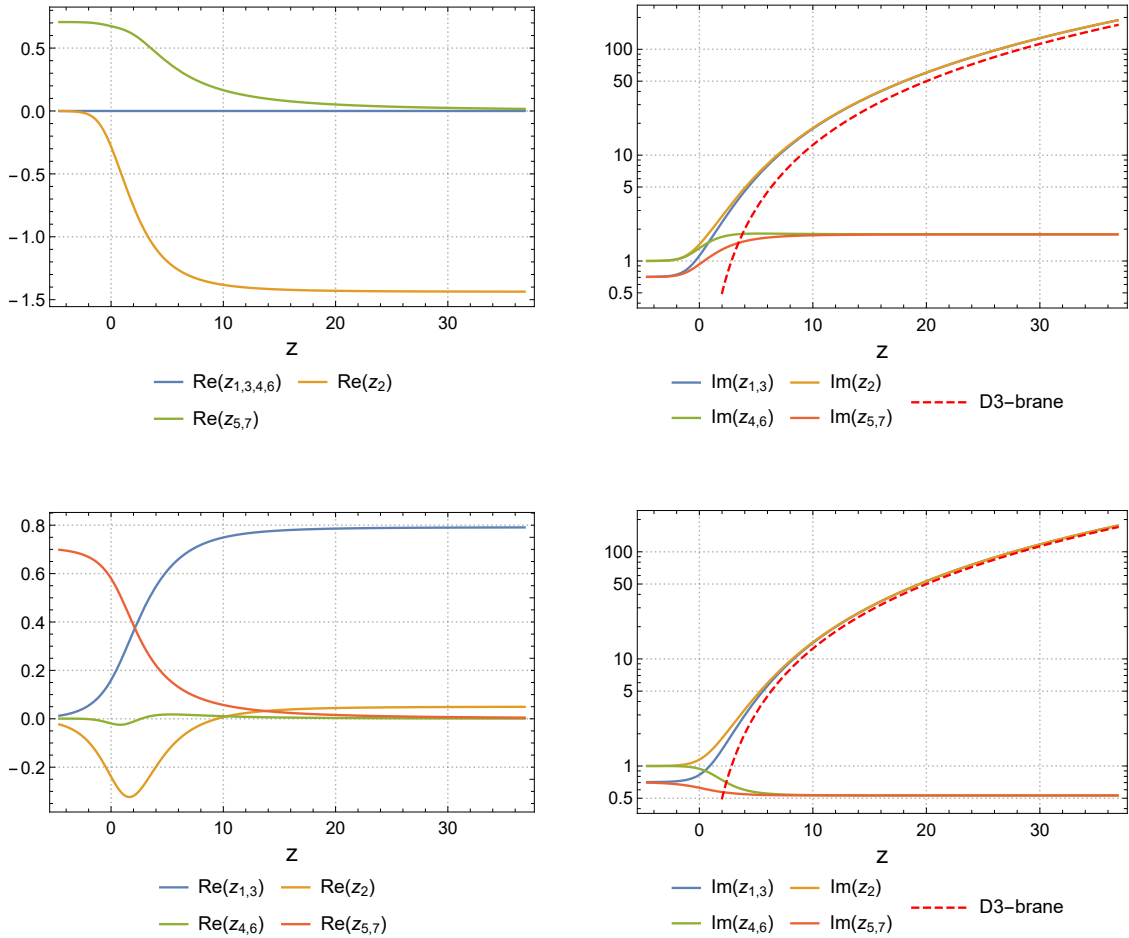 0.5
0.0
−0.5
−1.0
−1.5
0 10 20 30
z
Re(z1,3,4,6) Re(z2)
Re(z5,7)
100
50
10
5
1
0.5
0 10 20 30
z
Im(z1,3) Im(z2)
Im(z4,6) Im(z5,7)
D3−brane
0.8
0.6
0.4
0.2
0.0
−0.2
0 10 20 30
z
Re(z1,3) Re(z2)
Re(z4,6) Re(z5,7)
100
50
10
5
1
0.5
0 10 20 30
z
Im(z1,3) Im(z2)
Im(z4,6) Im(z5,7)
D3−brane